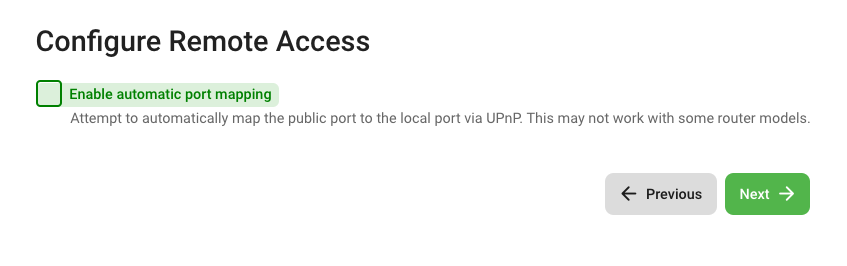 Configure Remote Access
Enable automatic port mapping
Attempt to automatically map the public port to the local port via UPnP. This may not work with some router models.
Previous
Next